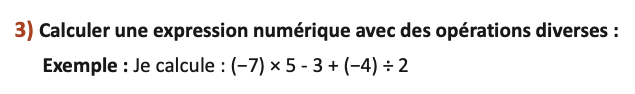 3) Calculer une expression numérique avec des opérations diverses :
Exemple : Je calcule : (−7) × 5 - 3 + (−4) ÷ 2